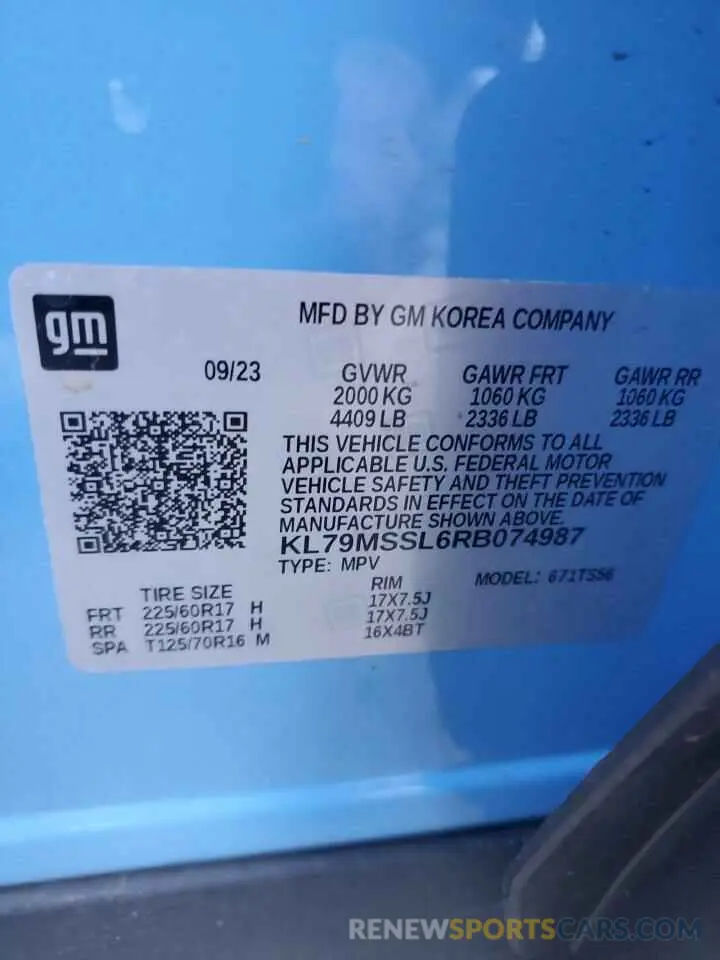 gm
MFD BY GM KOREA COMPANY
09/23 GVWR GAWR FRT GAWR RR
2000 KG 1060 KG 1060 KG
4409 LB 2336 LB 2336 LB
THIS VEHICLE CONFORMS TO ALL
APPLICABLE U.S. FEDERAL MOTOR
VEHICLE SAFETY AND THEFT PREVENTION
STANDARDS IN EFFECT ON THE DATE OF
MANUFACTURE SHOWN ABOVE.
KL79MSSL6RB074987
TYPE: MPV MODEL: 671TS56
TIRE SIZE RIM
FRT 225/60R17 H 17X7.5J
RR 225/60R17 H 17X7.5J
SPA T125/70R16 M 16X4BT
RENEWSPORTSCARS.COM